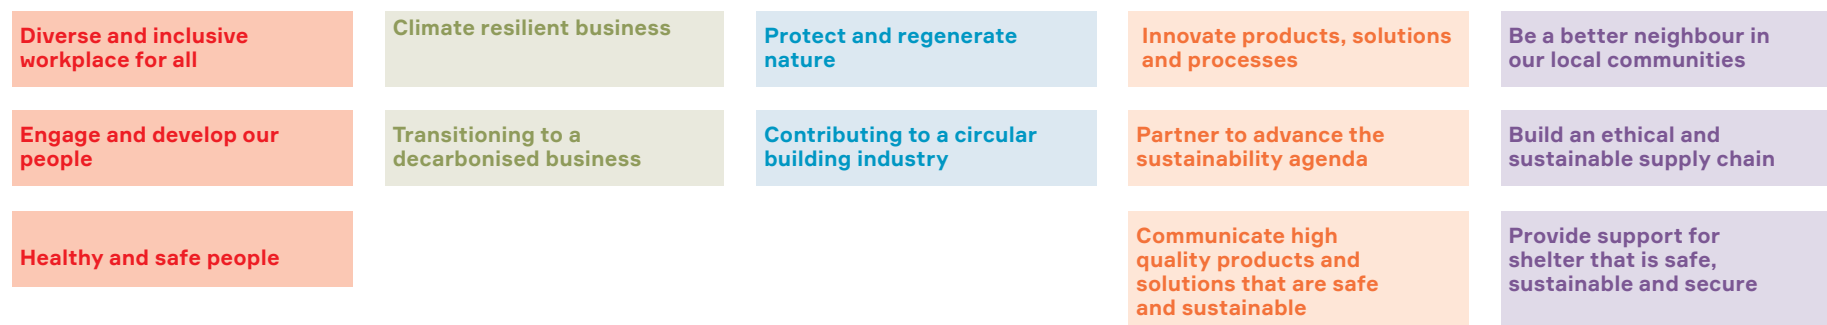 Diverse and inclusive
workplace for all
Climate resilient business
Protect and regenerate
nature
Innovate products, solutions
and processes
Be a better neighbour in
our local communities
Engage and develop our
people
Transitioning to a
decarbonised business
Contributing to a circular
building industry
Partner to advance the
sustainability agenda
Build an ethical and
sustainable supply chain
Healthy and safe people
Communicate high
quality products and
solutions that are safe
and sustainable
Provide support for
shelter that is safe,
sustainable and secure